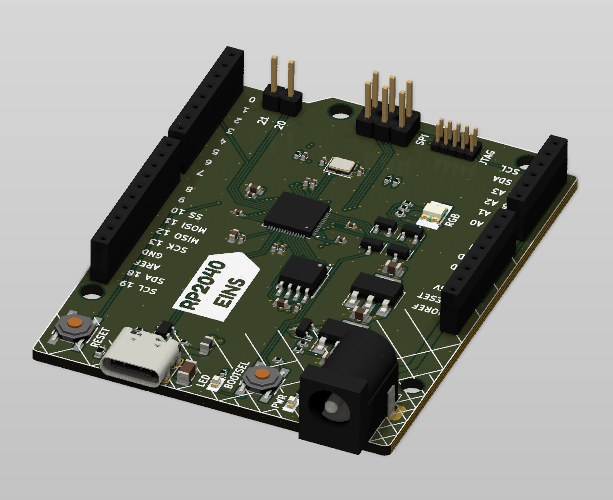 0
1
2
3
4
5
6
7
8
9
SS 10
MOSI 11
MISO 12
SCK 13
GND
AREF
SDA 18
SCL 19
21
20
SPI
JTAG
SCL
SDA
A3
A2
A1
A0
RGB
RP2040
EINS
RESET
LED
BOOTSEL
PWR
IOREF